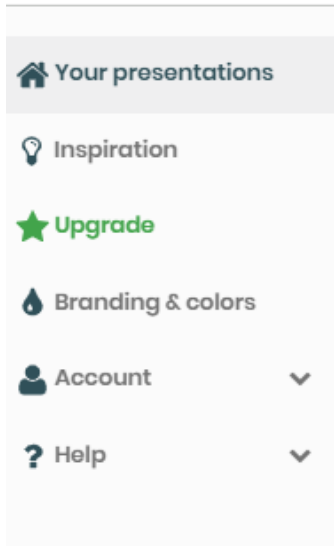 Your presentations
Inspiration
Upgrade
Branding & colors
Account
Help